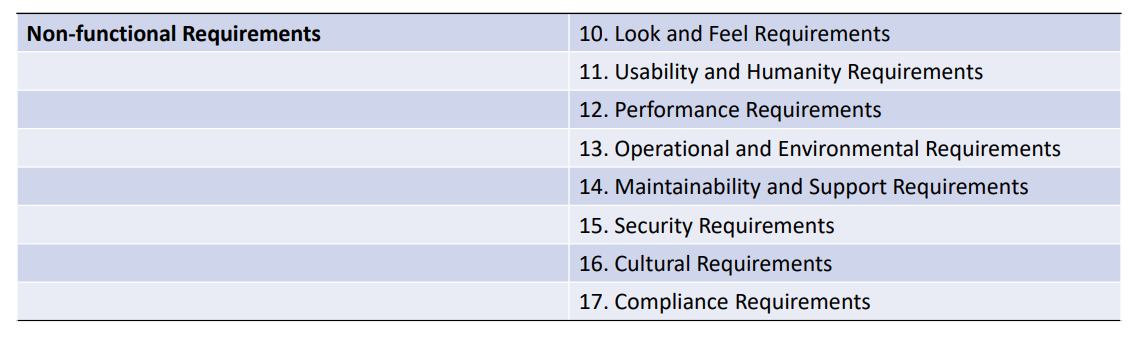 Non-functional Requirements
10. Look and Feel Requirements
11. Usability and Humanity Requirements
12. Performance Requirements
13. Operational and Environmental Requirements
14. Maintainability and Support Requirements
15. Security Requirements
16. Cultural Requirements
17. Compliance Requirements